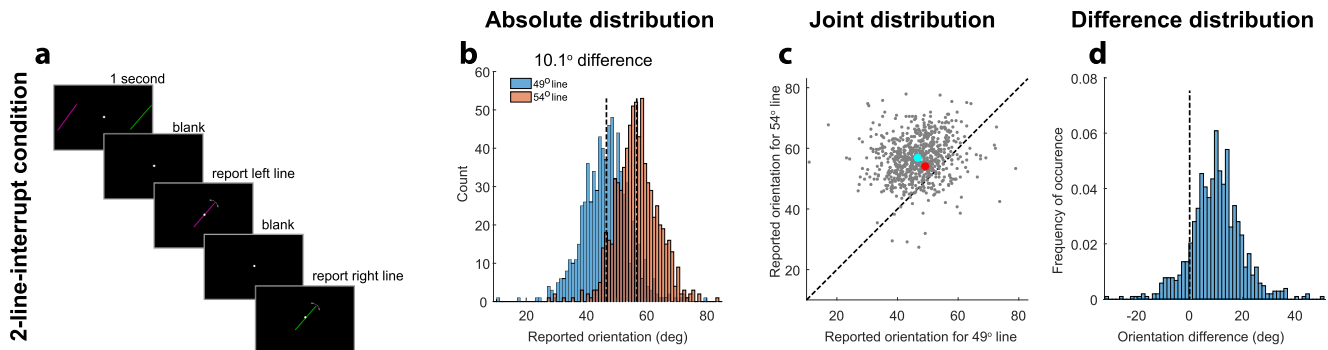 Absolute distribution
Joint distribution
Difference distribution
2-line-interrupt condition
a
1 second
blank
report left line
blank
report right line
b
10.1° difference
49° line
54° line
60
50
40
30
20
10
0
Count
20
40
60
80
Reported orientation (deg)
c
80
60
40
20
Reported orientation for 54° line
20
40
60
80
Reported orientation for 49° line
d
0.08
0.06
0.04
0.02
0
Frequency of occurence
-20
0
20
40
Orientation difference (deg)